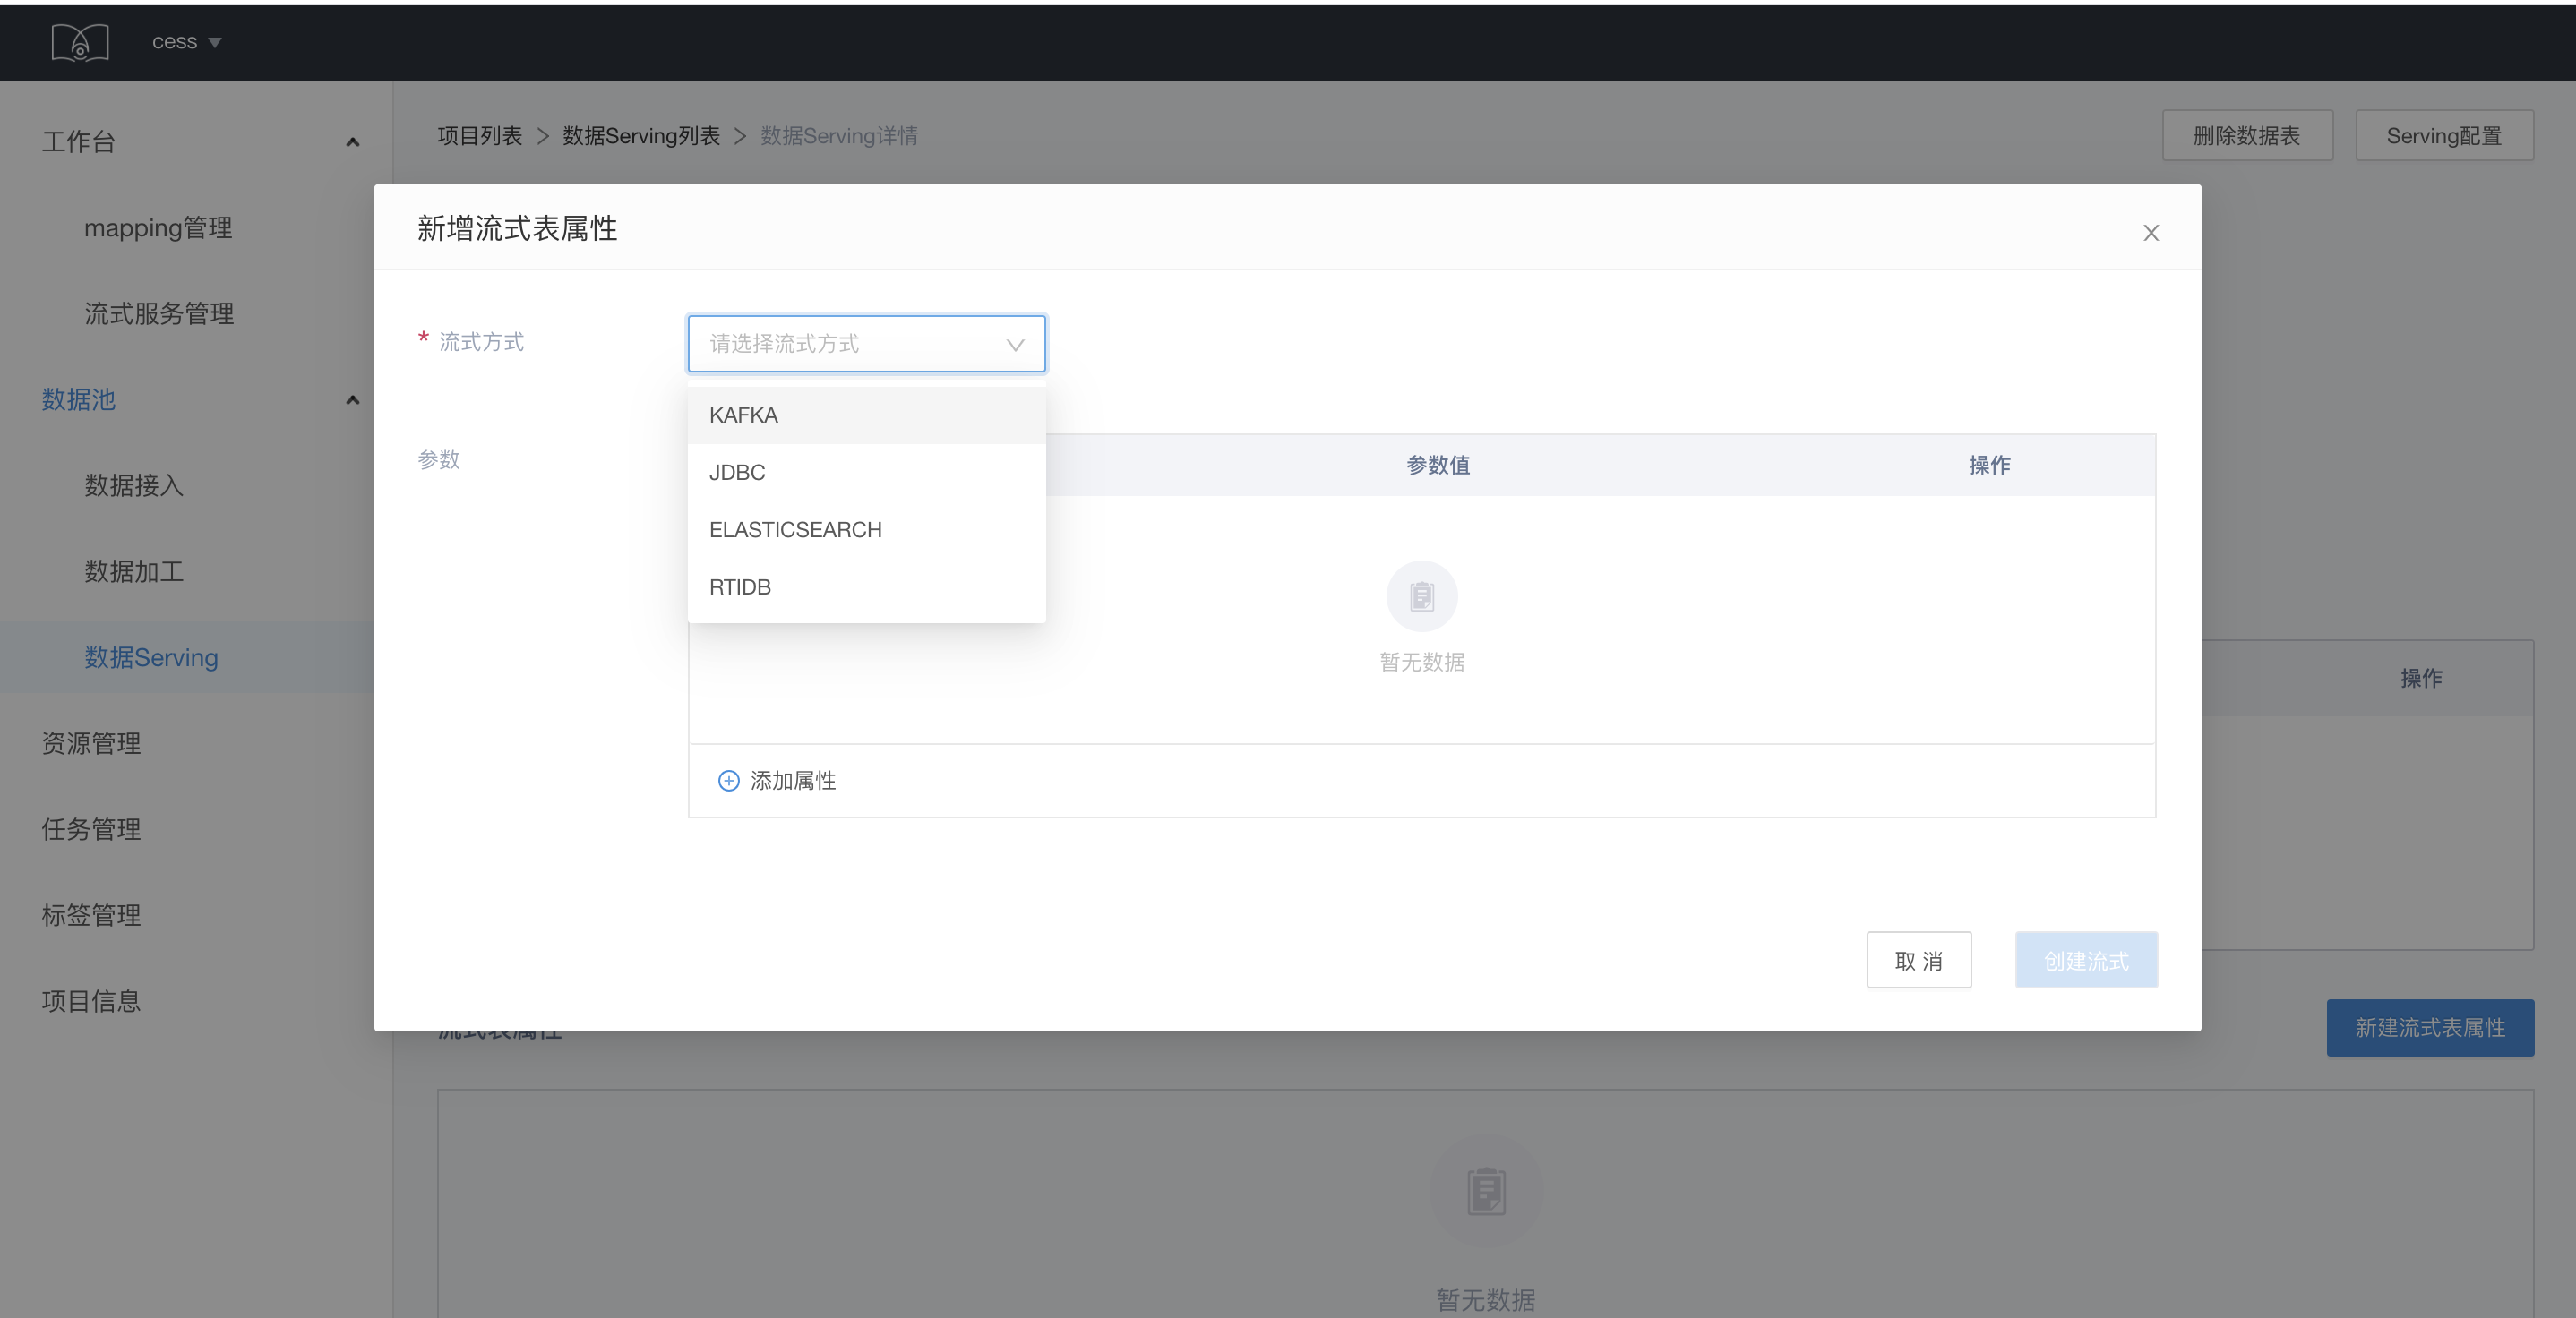 cess
工作台
mapping管理
流式服务管理
数据池
数据接入
数据加工
数据Serving
资源管理
任务管理
标签管理
项目信息
项目列表 > 数据Serving列表 > 数据Serving详情
删除数据表
Serving配置
新增流式表属性
* 流式方式
请选择流式方式
KAFKA
JDBC
ELASTICSEARCH
RTIDB
参数
参数值
操作
暂无数据
添加属性
取 消
创建流式
操作
流式表属性
新建流式表属性
暂无数据